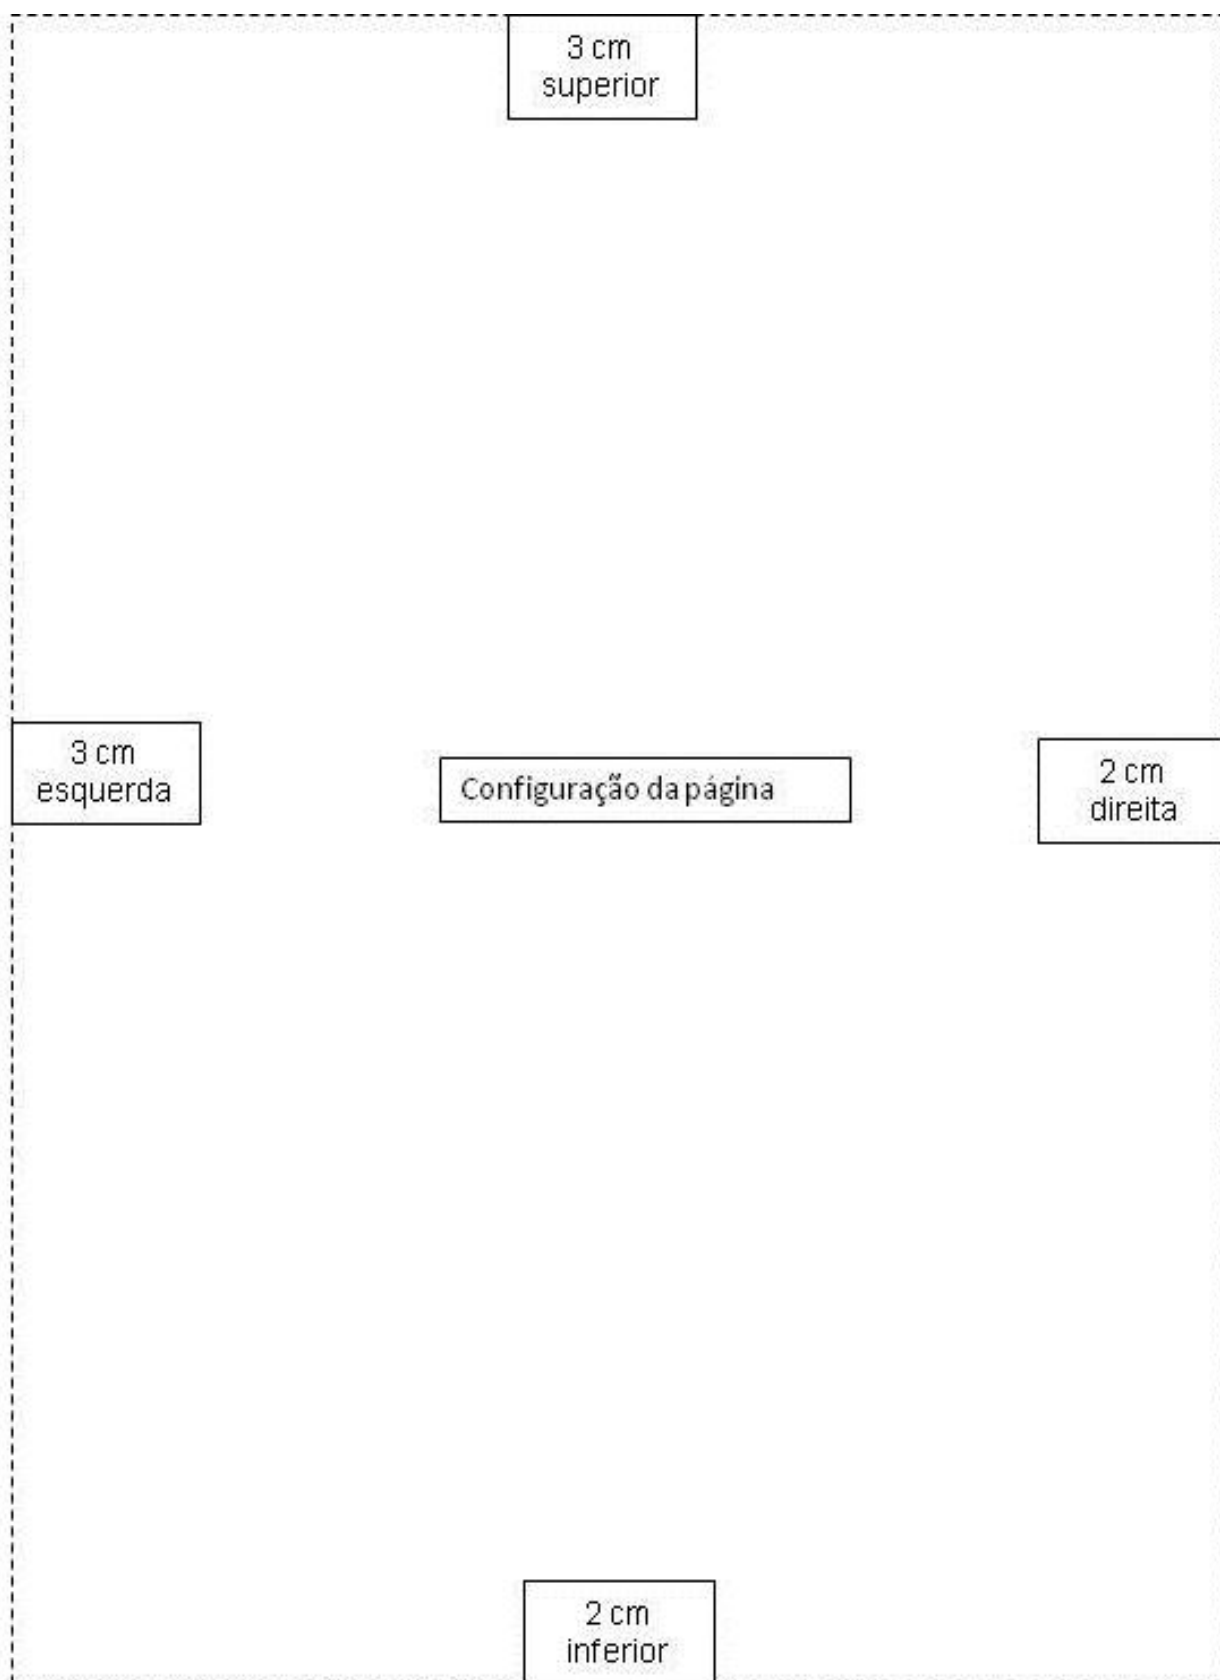 3 cm
superior
3 cm
esquerda
Configuração da página
2 cm
direita
2 cm
inferior